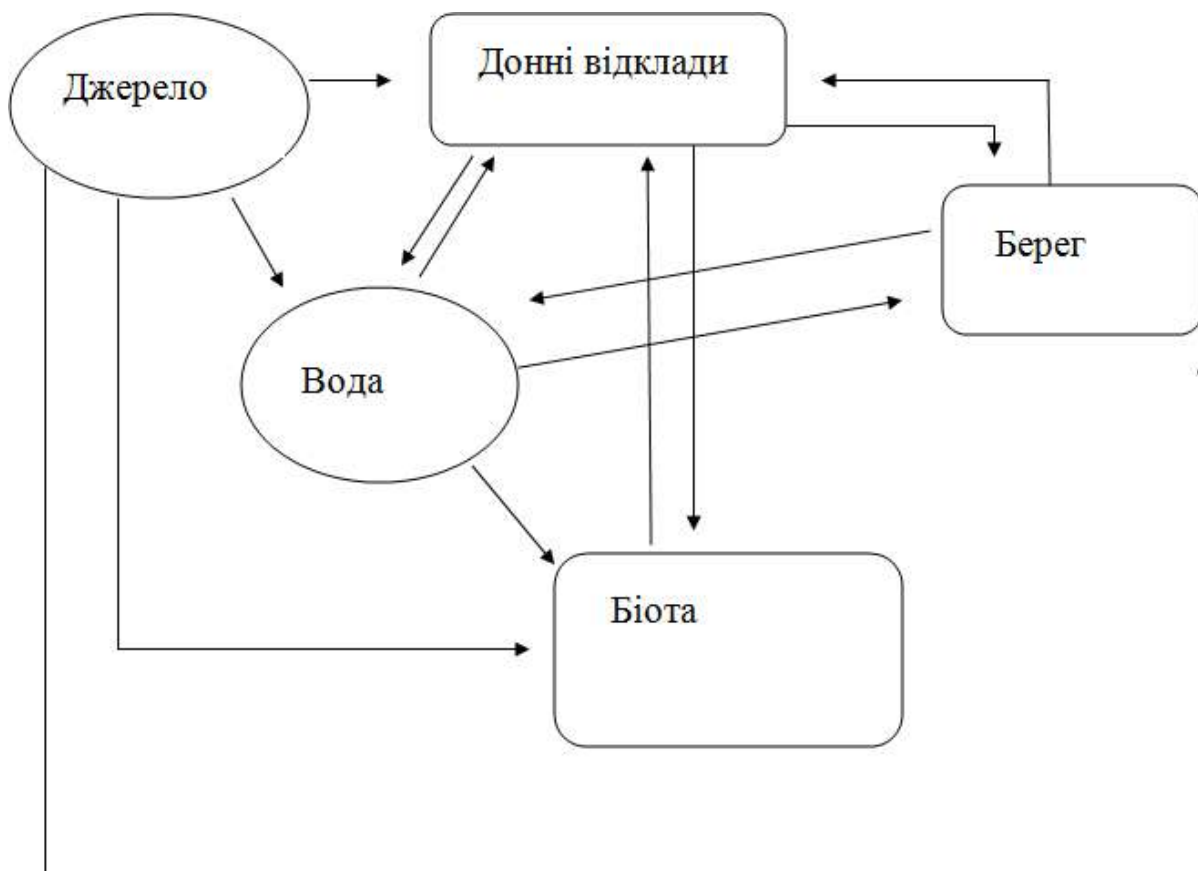 Джерело
Донні відклади
Берег
Вода
Біота